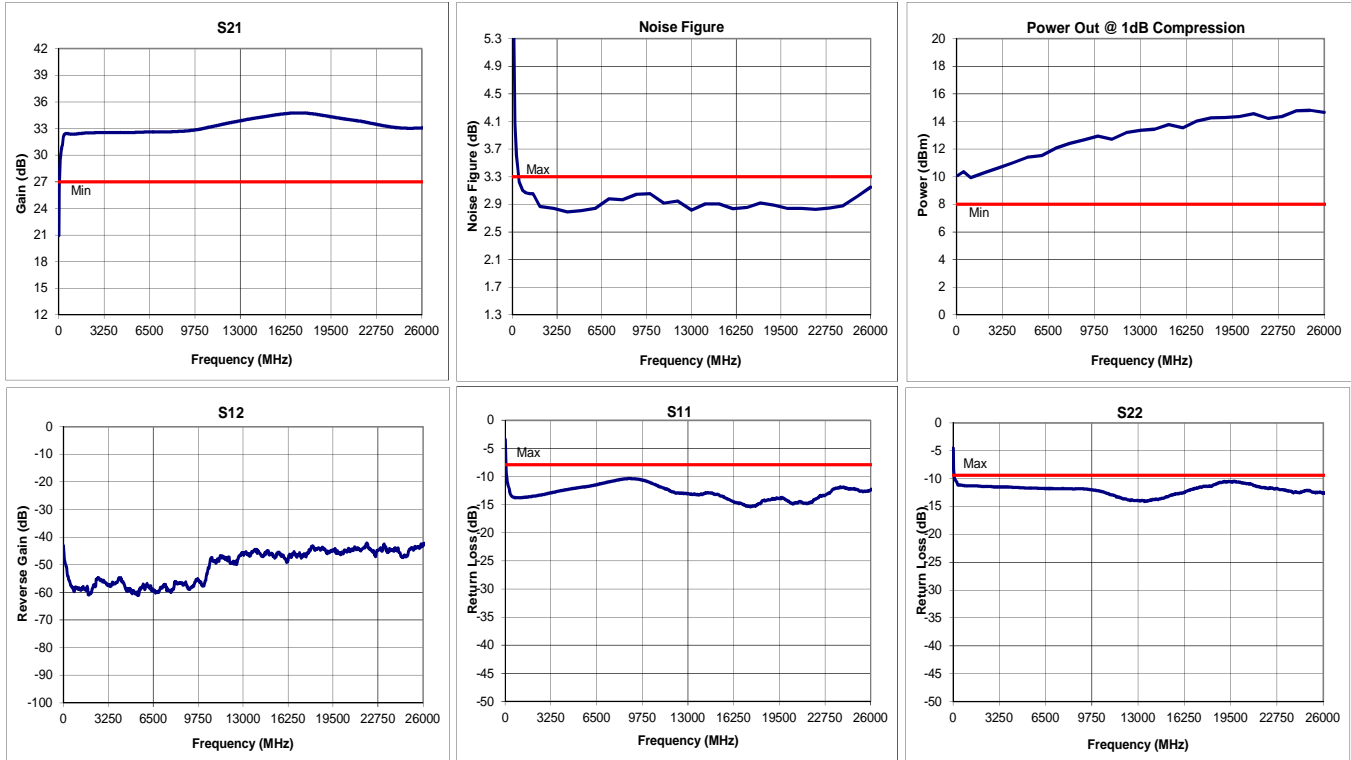 S21
42
39
36
33
30
27
24
21
18
15
12
Gain (dB)
Min
0 3250 6500 9750 13000 16250 19500 22750 26000
Frequency (MHz)
Noise Figure
5.3
4.9
4.5
4.1
3.7
3.3
2.9
2.5
2.1
1.7
1.3
Noise Figure (dB)
Max
0 3250 6500 9750 13000 16250 19500 22750 26000
Frequency (MHz)
Power Out @ 1dB Compression
20
18
16
14
12
10
8
6
4
2
0
Power (dBm)
Min
0 3250 6500 9750 13000 16250 19500 22750 26000
Frequency (MHz)
S12
0
-10
-20
-30
-40
-50
-60
-70
-80
-90
-100
Reverse Gain (dB)
0 3250 6500 9750 13000 16250 19500 22750 26000
Frequency (MHz)
S11
0
-5
-10
-15
-20
-25
-30
-35
-40
-45
-50
Return Loss (dB)
Max
0 3250 6500 9750 13000 16250 19500 22750 26000
Frequency (MHz)
S22
0
-5
-10
-15
-20
-25
-30
-35
-40
-45
-50
Return Loss (dB)
Max
0 3250 6500 9750 13000 16250 19500 22750 26000
Frequency (MHz)